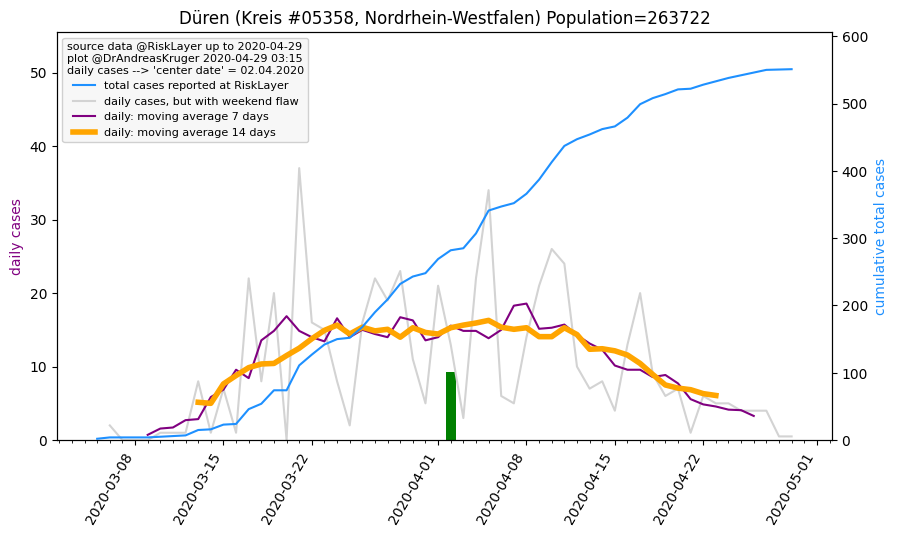 Düren (Kreis #05358, Nordrhein-Westfalen) Population=263722
source data @RiskLayer up to 2020-04-29
plot @DrAndreasKruger 2020-04-29 03:15
daily cases --> 'center date' = 02.04.2020
total cases reported at RiskLayer
daily cases, but with weekend flaw
daily: moving average 7 days
daily: moving average 14 days
daily cases
50
40
30
20
10
0
cumulative total cases
600
500
400
300
200
100
0
2020-03-08
2020-03-15
2020-03-22
2020-04-01
2020-04-08
2020-04-15
2020-04-22
2020-05-01